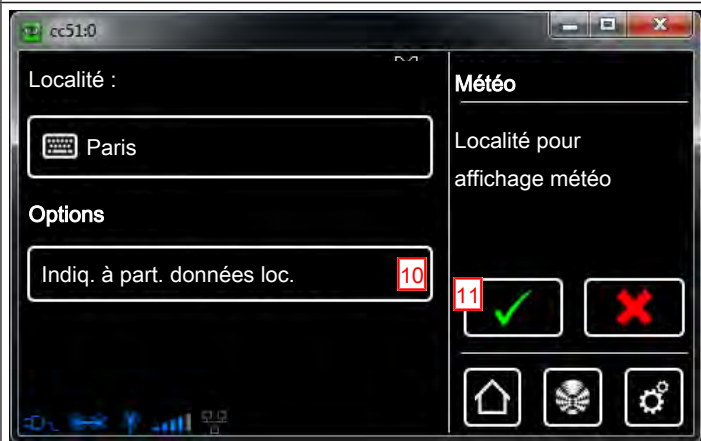 cc51:0
Localité :
Paris
Options
Indiq. à part. données loc.
10
Météo
Localité pour
affichage météo
11